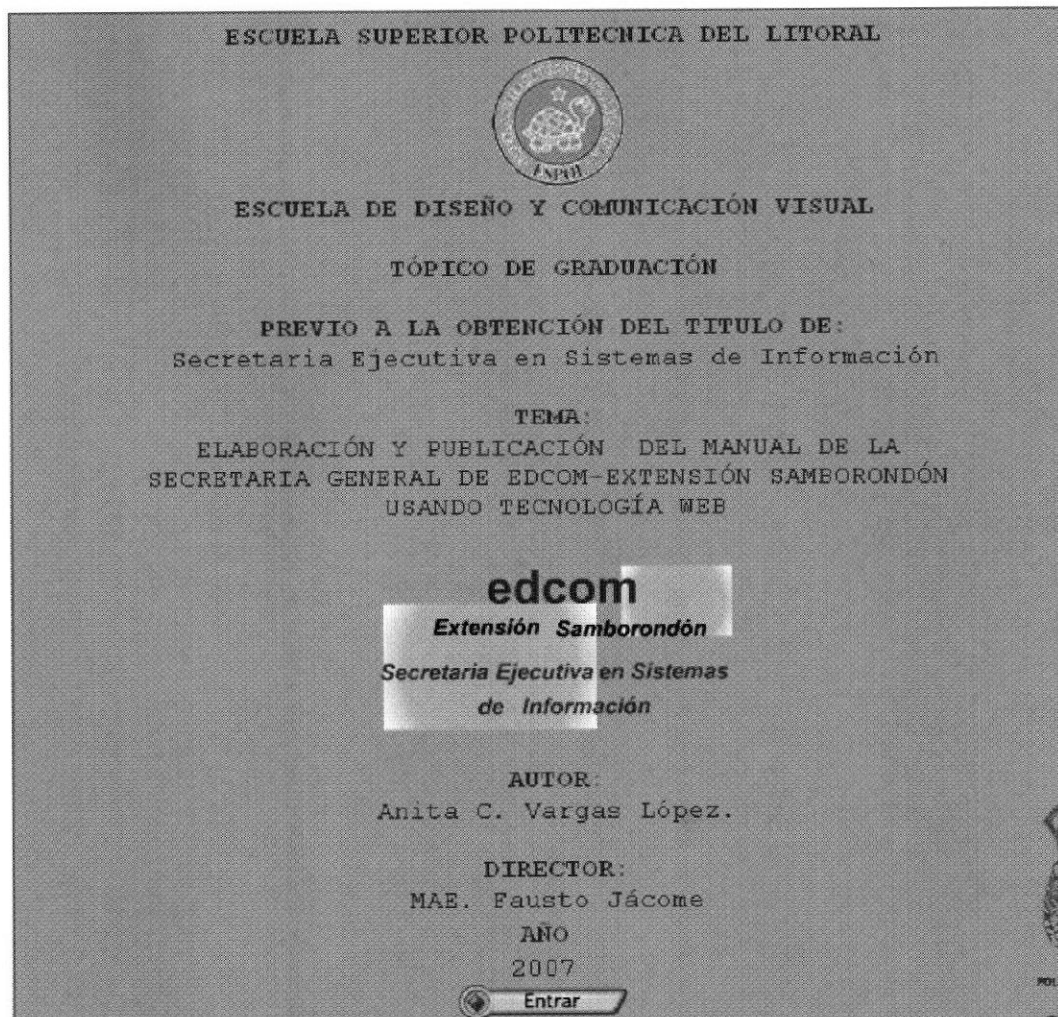 ESCUELA SUPERIOR POLITECNICA DEL LITORAL
ESPOL
ESCUELA DE DISEÑO Y COMUNICACIÓN VISUAL
TÓPICO DE GRADUACIÓN
PREVIO A LA OBTENCIÓN DEL TITULO DE:
Secretaria Ejecutiva en Sistemas de Información
TEMA:
ELABORACIÓN Y PUBLICACIÓN DEL MANUAL DE LA
SECRETARIA GENERAL DE EDCOM-EXTENSIÓN SAMBORONDÓN
USANDO TECNOLOGÍA WEB
edcom
Extensión Samborondón
Secretaria Ejecutiva en Sistemas
de Información
AUTOR:
Anita C. Vargas López.
DIRECTOR:
MAE. Fausto Jácome
AÑO
2007
Entrar